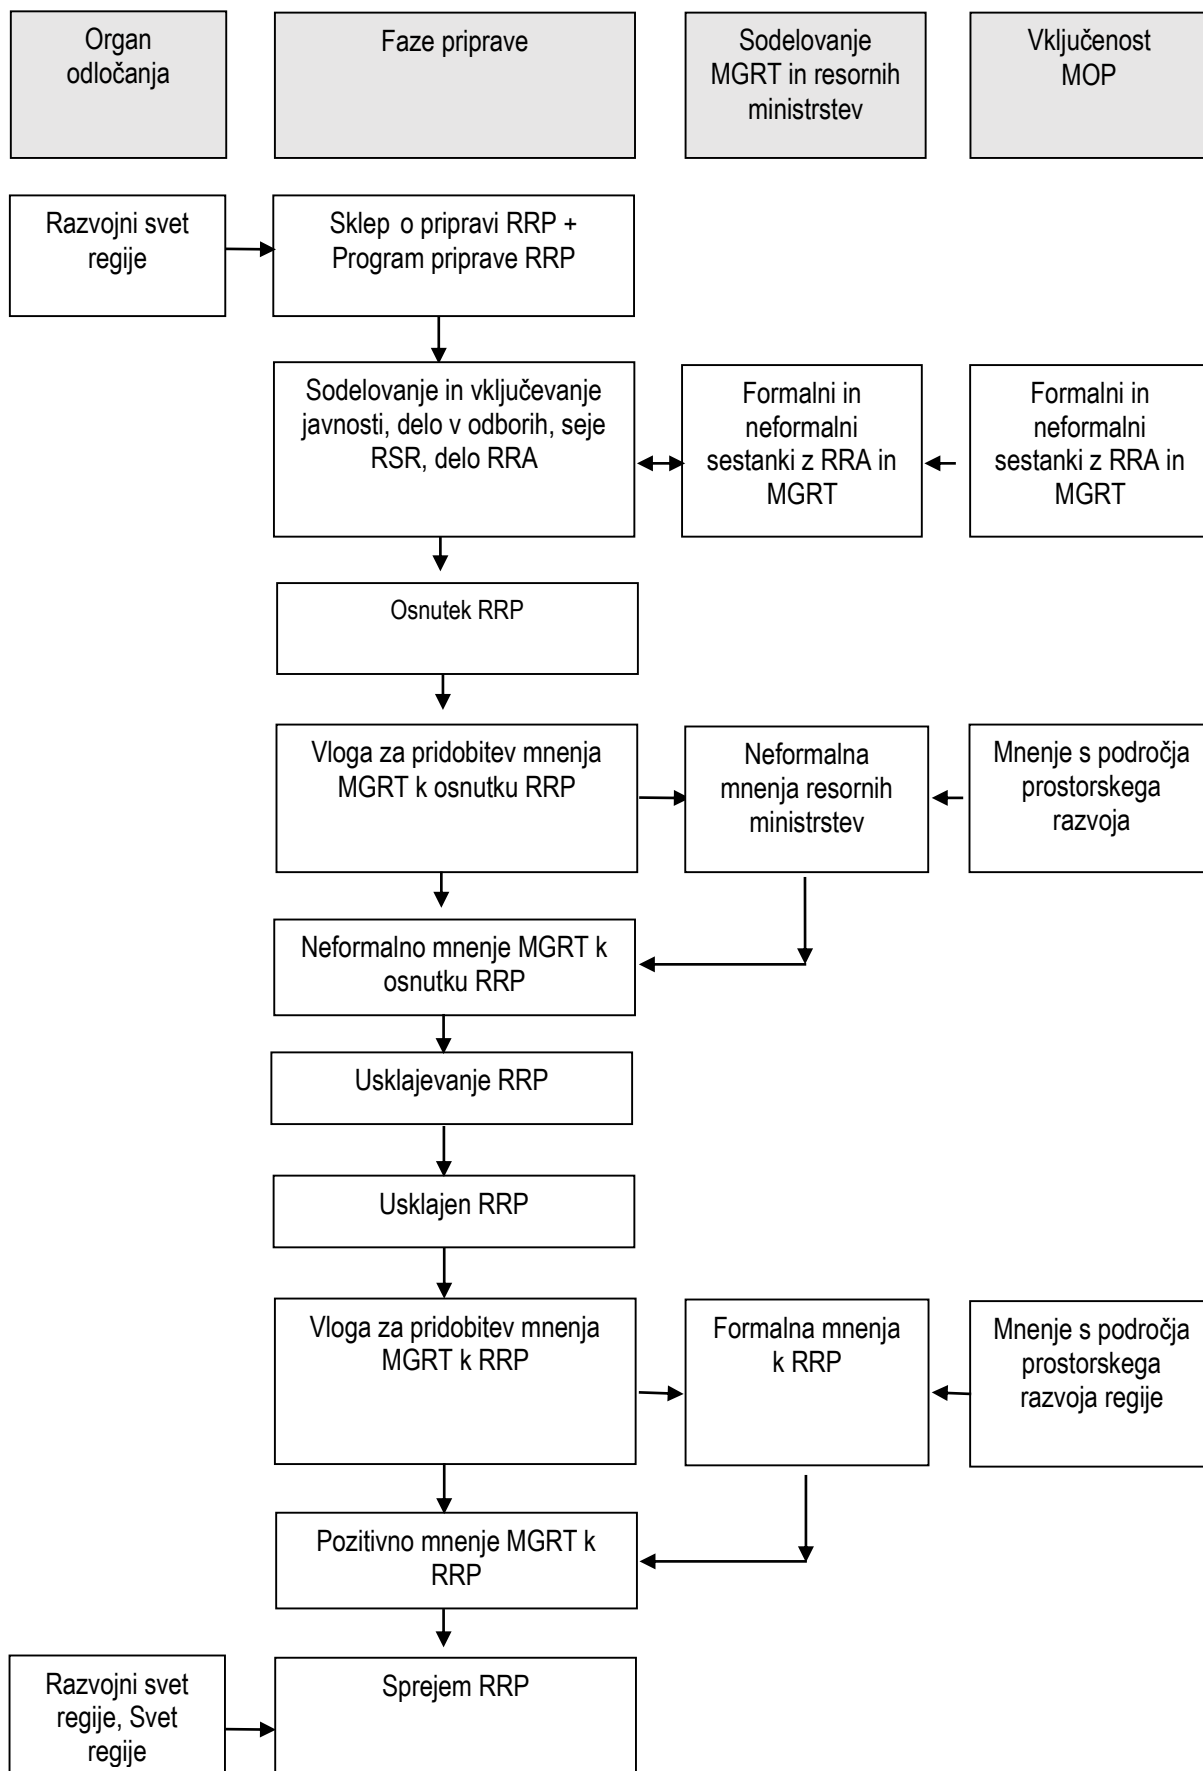 Organ
odločanja
Faze priprave
Sodelovanje
MGRT in resornih
ministrstev
Vključenost
MOP
Razvojni svet
regije
Sklep o pripravi RRP +
Program priprave RRP
Sodelovanje in vključevanje
javnosti, delo v odborih, seje
RSR, delo RRA
Formalni in
neformalni
sestanki z RRA in
MGRT
Formalni in
neformalni
sestanki z RRA in
MGRT
Osnutek RRP
Vloga za pridobitev mnenja
MGRT k osnutku RRP
Neformalna
mnenja resornih
ministrstev
Mnenje s področja
prostorskega
razvoja
Neformalno mnenje MGRT k
osnutku RRP
Usklajevanje RRP
Usklajen RRP
Vloga za pridobitev mnenja
MGRT k RRP
Formalna mnenja
k RRP
Mnenje s področja
prostorskega
razvoja regije
Pozitivno mnenje MGRT k
RRP
Razvojni svet
regije, Svet
regije
Sprejem RRP